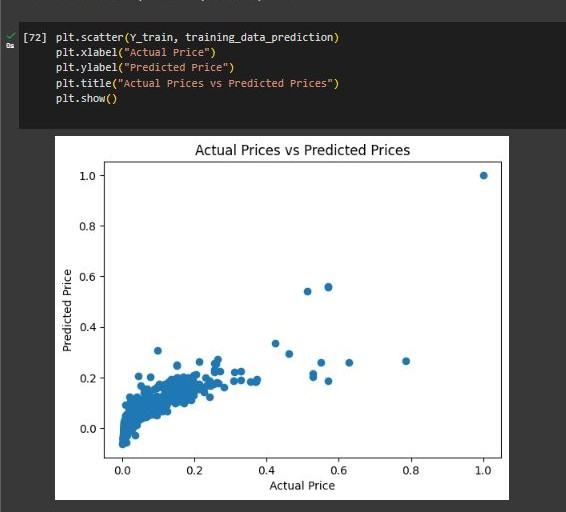 [72] plt.scatter(Y_train, training_data_prediction)
plt.xlabel("Actual Price")
plt.ylabel("Predicted Price")
plt.title("Actual Prices vs Predicted Prices")
plt.show()
0s
Actual Prices vs Predicted Prices
1.0
0.8
0.6
0.4
0.2
0.0
Predicted Price
0.0 0.2 0.4 0.6 0.8 1.0
Actual Price